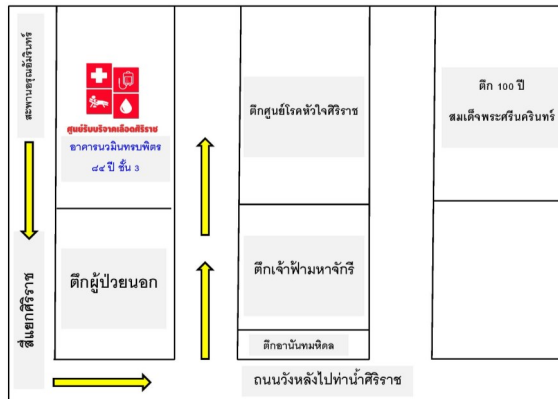 สะพานอรุณอัมรินทร์
ศูนย์รับบริจาคเลือดศิริราช
อาคารนวมินทรบพิตร
๘๔ ปี ชั้น 3
ตึกศูนย์โรคหัวใจศิริราช
ตึก 100 ปี
สมเด็จพระศรีนครินทร์
สี่แยกศิริราช
ตึกผู้ป่วยนอก
ตึกเจ้าฟ้ามหาจักรี
ตึกอานันทมหิดล
ถนนวังหลังไปท่าน้ำศิริราช